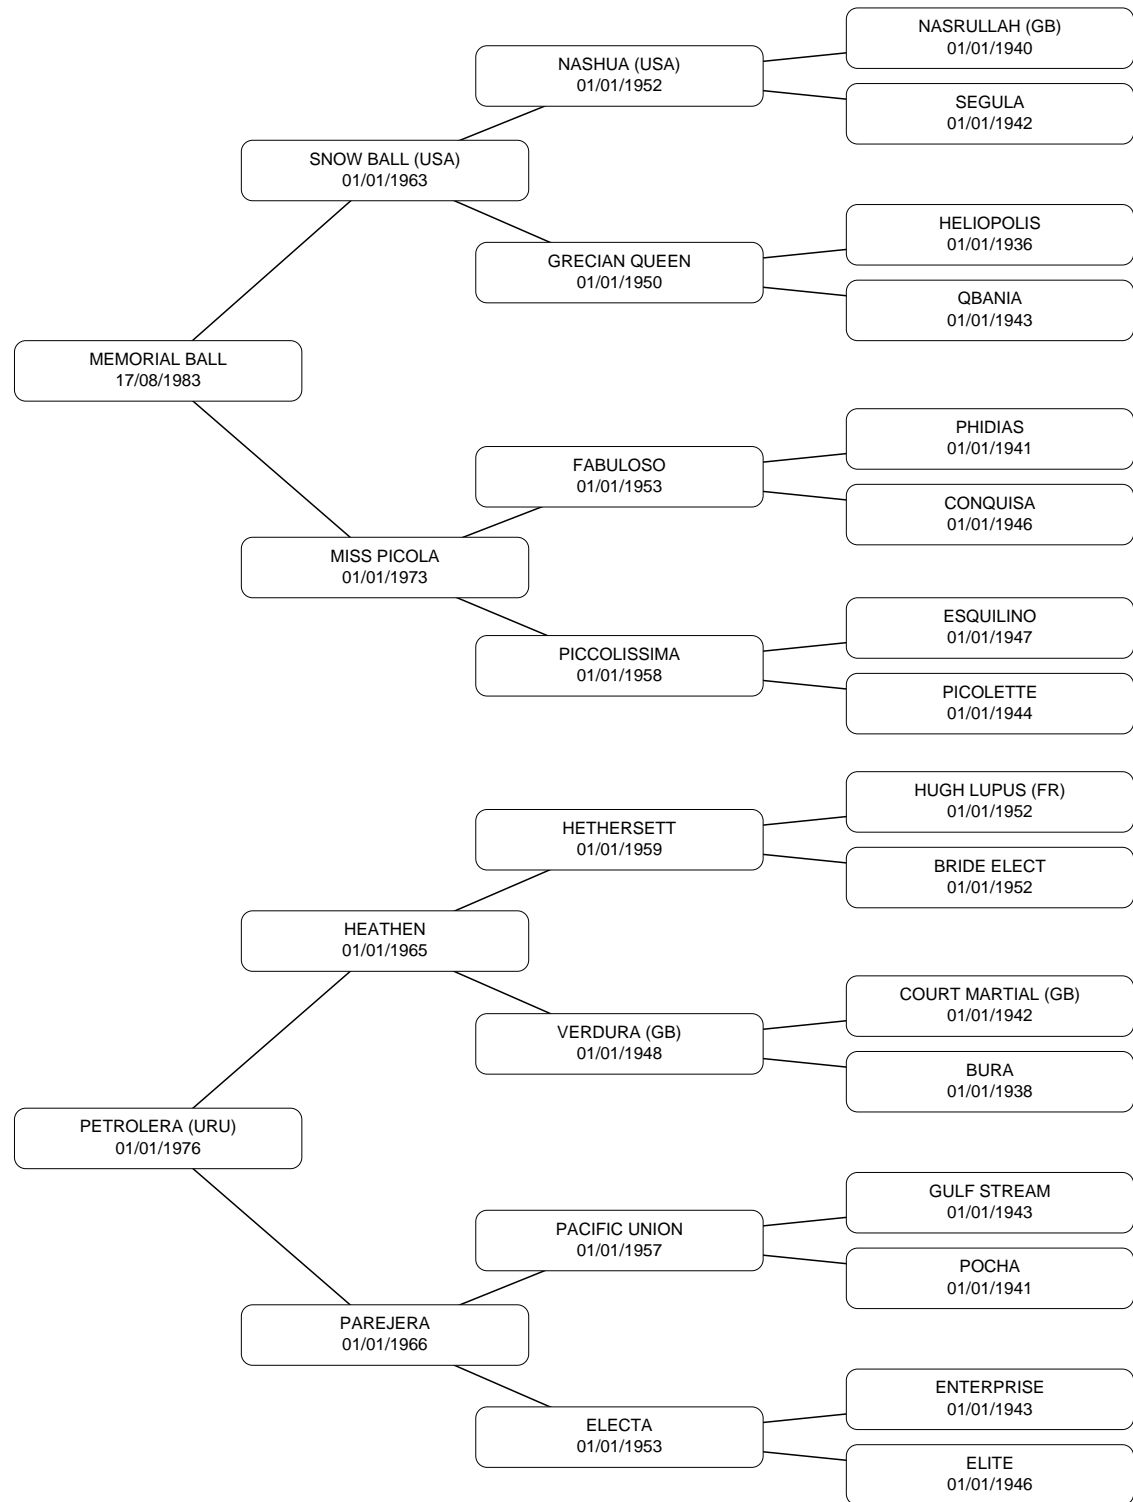 NASRULLAH (GB)
01/01/1940
NASHUA (USA)
01/01/1952
SEGULA
01/01/1942
SNOW BALL (USA)
01/01/1963
HELIOPOLIS
01/01/1936
GRECIAN QUEEN
01/01/1950
QBANIA
01/01/1943
MEMORIAL BALL
17/08/1983
PHIDIAS
01/01/1941
FABULOSO
01/01/1953
CONQUISA
01/01/1946
MISS PICOLA
01/01/1973
ESQUILINO
01/01/1947
PICCOLISSIMA
01/01/1958
PICOLETTE
01/01/1944
HUGH LUPUS (FR)
01/01/1952
HETHERSETT
01/01/1959
BRIDE ELECT
01/01/1952
HEATHEN
01/01/1965
COURT MARTIAL (GB)
01/01/1942
VERDURA (GB)
01/01/1948
BURA
01/01/1938
PETROLERA (URU)
01/01/1976
GULF STREAM
01/01/1943
PACIFIC UNION
01/01/1957
POCHA
01/01/1941
PAREJERA
01/01/1966
ENTERPRISE
01/01/1943
ELECTA
01/01/1953
ELITE
01/01/1946